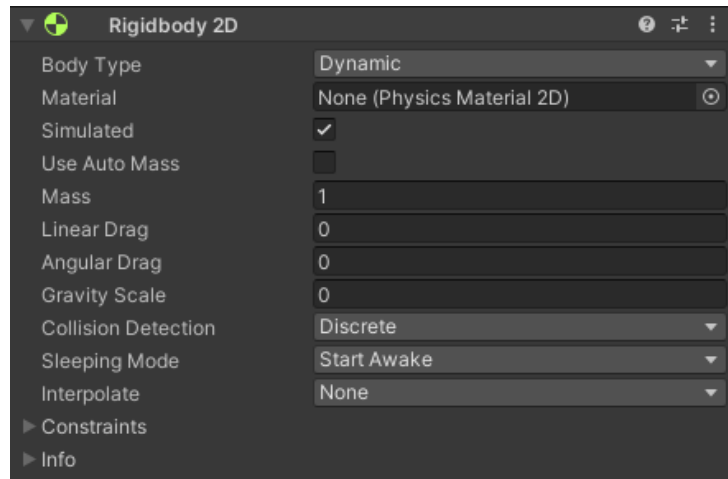 Rigidbody 2D
Body Type Dynamic
Material None (Physics Material 2D)
Simulated
Use Auto Mass
Mass 1
Linear Drag 0
Angular Drag 0
Gravity Scale 0
Collision Detection Discrete
Sleeping Mode Start Awake
Interpolate None
Constraints
Info